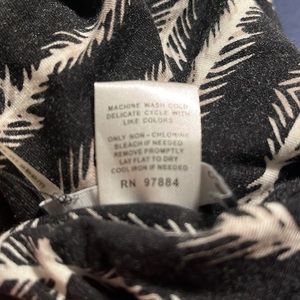 MACHINE WASH COLD
DELICATE CYCLE WITH
LIKE COLORS
ONLY NON-CHLORINE
BLEACH IF NEEDED
REMOVE PROMPTLY
LAY FLAT TO DRY
COOL IRON IF NEEDED
RN 97884